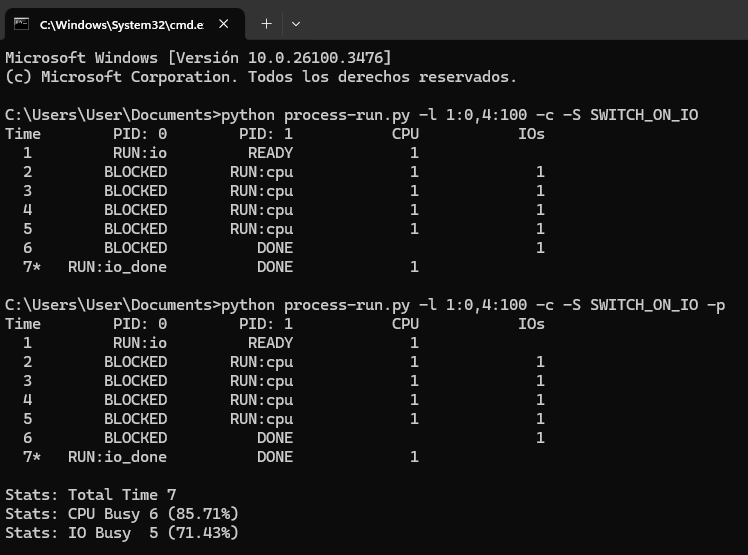 C:\Windows\System32\cmd.e
Microsoft Windows [Versión 10.0.26100.3476]
(c) Microsoft Corporation. Todos los derechos reservados.
C:\Users\User\Documents>python process-run.py -l 1:0,4:100 -c -S SWITCH_ON_IO
Time        PID: 0        PID: 1           CPU           IOs
  1         RUN:io         READY             1
  2        BLOCKED       RUN:cpu             1             1
  3        BLOCKED       RUN:cpu             1             1
  4        BLOCKED       RUN:cpu             1             1
  5        BLOCKED       RUN:cpu             1             1
  6        BLOCKED          DONE                           1
  7*   RUN:io_done          DONE             1
C:\Users\User\Documents>python process-run.py -l 1:0,4:100 -c -S SWITCH_ON_IO -p
Time        PID: 0        PID: 1           CPU           IOs
  1         RUN:io         READY             1
  2        BLOCKED       RUN:cpu             1             1
  3        BLOCKED       RUN:cpu             1             1
  4        BLOCKED       RUN:cpu             1             1
  5        BLOCKED       RUN:cpu             1             1
  6        BLOCKED          DONE                           1
  7*   RUN:io_done          DONE             1
Stats: Total Time 7
Stats: CPU Busy 6 (85.71%)
Stats: IO Busy  5 (71.43%)